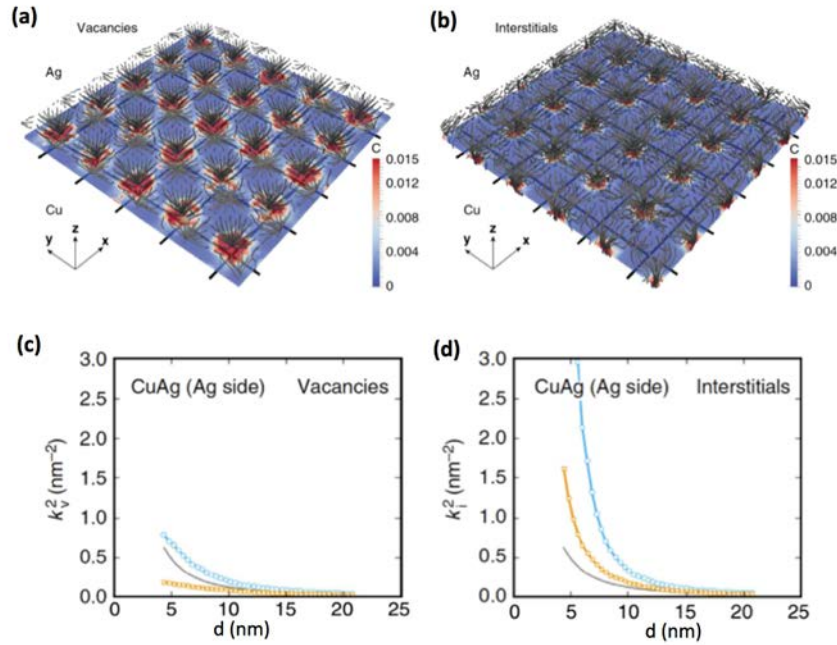 (a)
Vacancies
Ag
C
0.015
0.012
0.008
0.004
0
Cu
y
z
x
(b)
Interstitials
Ag
C
0.015
0.012
0.008
0.004
0
Cu
y
z
x
(c)
3.0
2.5
2.0
1.5
1.0
0.5
0.0
CuAg (Ag side) Vacancies
k²ᵥ (nm⁻²)
0 5 10 15 20 25
d (nm)
(d)
3.0
2.5
2.0
1.5
1.0
0.5
0.0
CuAg (Ag side) Interstitials
k²ᵢ (nm⁻²)
0 5 10 15 20 25
d (nm)